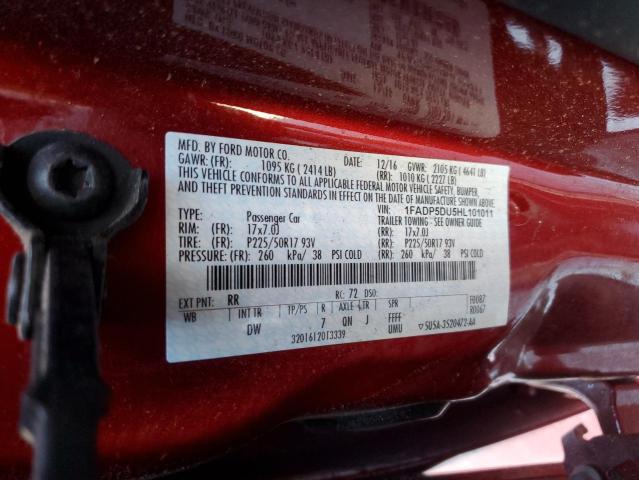 MFD. BY FORD MOTOR CO. DATE: 12/16 GVWR: 2105 KG ( 4641 LB)
GAWR: (FR): 1095 KG ( 2414 LB) (RR): 1010 KG ( 2227 LB)
THIS VEHICLE CONFORMS TO ALL APPLICABLE FEDERAL MOTOR VEHICLE SAFETY, BUMPER,
AND THEFT PREVENTION STANDARDS IN EFFECT ON THE DATE OF MANUFACTURE SHOWN ABOVE.
VIN: 1FADP5DU5HL101011
TYPE: Passenger Car TRAILER TOWING - SEE OWNER GUIDE
RIM: (FR) :17x7.0J (RR) :17x7.0J
TIRE: (FR) : P225/50R17 93V (RR) : P225/50R17 93V
PRESSURE: (FR) : 260 kPa/ 38 PSI COLD (RR) : 260 kPa/ 38 PSI COLD
EXT PNT: RR RC: 72 DSO: F0087
WB INT TR TP/PS R AXLE TR SPR R0067
DW 7 QN J FFFF
3201612013339 UMU 5U5A-3520472-AA